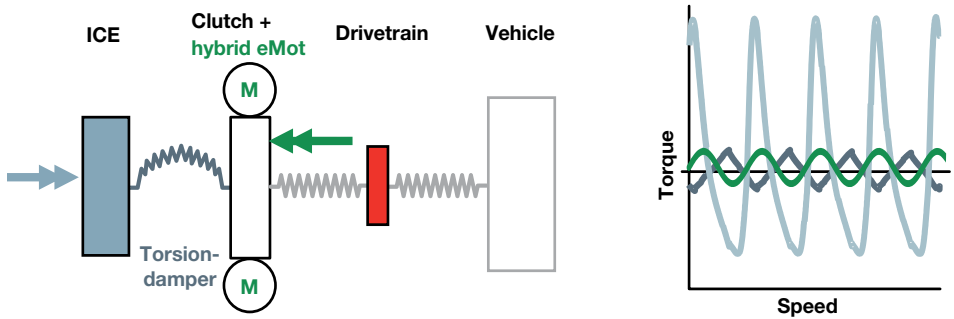 ICE
Clutch +
hybrid eMot
Drivetrain
Vehicle
M
Torsion-
damper
M
Torque
Speed